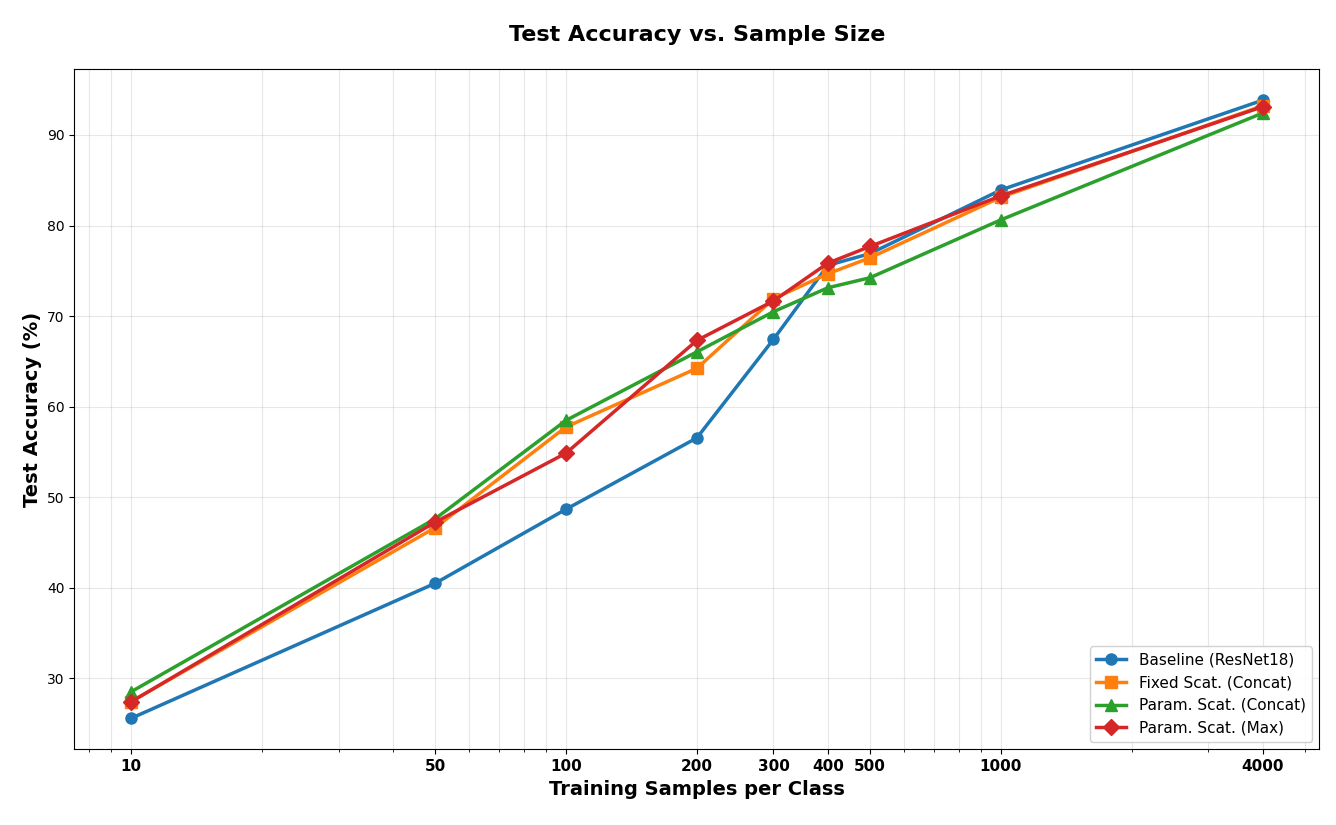 Test Accuracy vs. Sample Size
Test Accuracy (%)
90
80
70
60
50
40
30
Baseline (ResNet18)
Fixed Scat. (Concat)
Param. Scat. (Concat)
Param. Scat. (Max)
10 50 100 200 300 400 500 1000 4000
Training Samples per Class